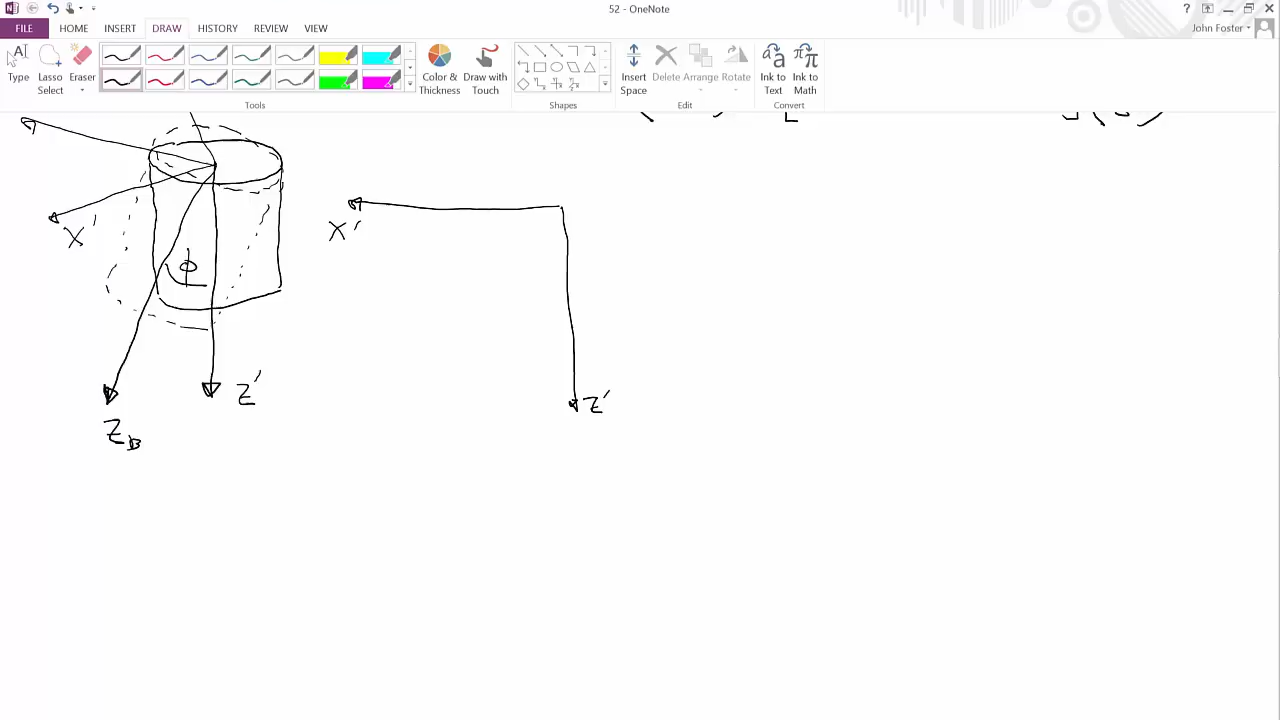 52 - OneNote
FILE HOME INSERT DRAW HISTORY REVIEW VIEW
John Foster
Type
Lasso Select
Eraser
Color & Thickness
Draw with Touch
Insert Space
Delete
Arrange
Rotate
Ink to Text
Ink to Math
Tools
Shapes
Edit
Convert
X'
X'
Φ
Z'
Z'
Z_B